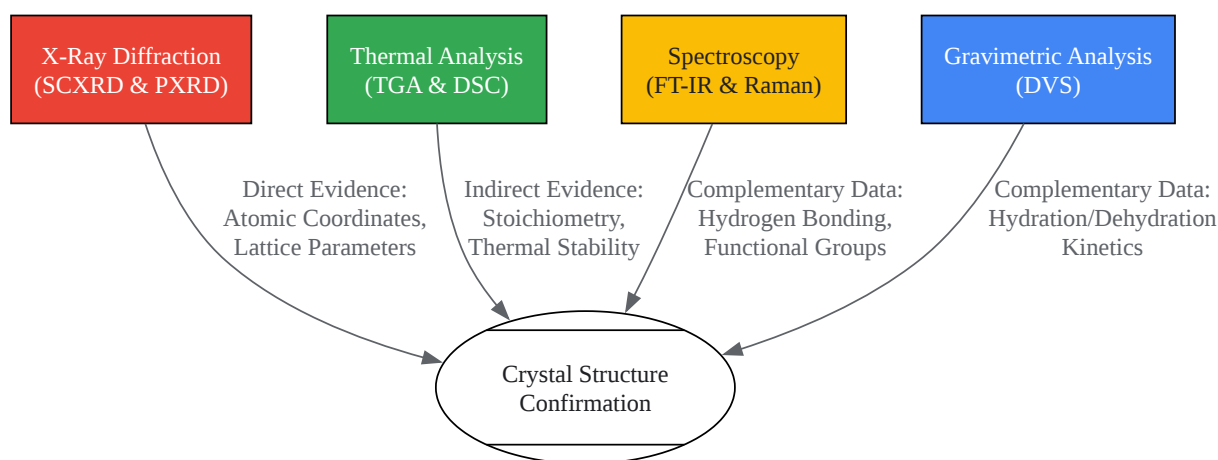 X-Ray Diffraction
(SCXRD & PXRD)
Thermal Analysis
(TGA & DSC)
Spectroscopy
(FT-IR & Raman)
Gravimetric Analysis
(DVS)
Direct Evidence:
Atomic Coordinates,
Lattice Parameters
Indirect Evidence:
Stoichiometry,
Thermal Stability
Complementary Data:
Hydrogen Bonding,
Functional Groups
Complementary Data:
Hydration/Dehydration
Kinetics
Crystal Structure
Confirmation